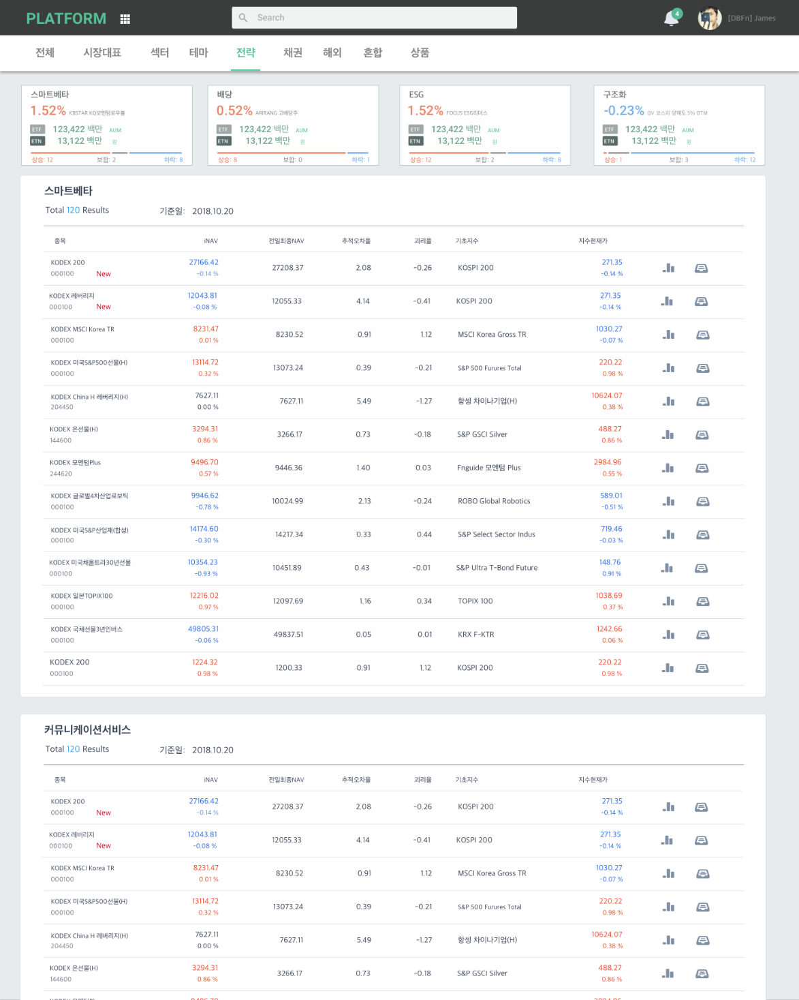 PLATFORM Search 4 [DBFn] James
전체 시장대표 섹터 테마 전략 채권 해외 혼합 상품
스마트베타
1.52% KBSTAR KQ모멘텀로우볼
ETF 123,422 백만 AUM
ETN 13,122 백만 원
상승: 12 보합: 2 하락: 8
배당
0.52% ARIRANG 고배당주
ETF 123,422 백만 AUM
ETN 13,122 백만 원
상승: 8 보합: 0 하락: 1
ESG
1.52% FOCUS ESG리더스
ETF 123,422 백만 AUM
ETN 13,122 백만 원
상승: 12 보합: 2 하락: 8
구조화
-0.23% QV 코스피 양매도 5% OTM
ETF 123,422 백만 AUM
ETN 13,122 백만 원
상승: 1 보합: 3 하락: 12
스마트베타
Total 120 Results 기준일: 2018.10.20
종목 iNAV 전일최종NAV 추적오차율 괴리율 기초지수 지수현재가
KODEX 200 27166.42 27208.37 2.08 -0.26 KOSPI 200 271.35
000100 New -0.14 % -0.14 %
KODEX 레버리지 12043.81 12055.33 4.14 -0.41 KOSPI 200 271.35
000100 New -0.08 % -0.14 %
KODEX MSCI Korea TR 8231.47 8230.52 0.91 1.12 MSCI Korea Gross TR 1030.27
000100 0.01 % -0.07 %
KODEX 미국S&P500선물(H) 13114.72 13073.24 0.39 -0.21 S&P 500 Furures Total 220.22
000100 0.32 % 0.98 %
KODEX China H 레버리지(H) 7627.11 7627.11 5.49 -1.27 항셍 차이나기업(H) 10624.07
204450 0.00 % 0.38 %
KODEX 은선물(H) 3294.31 3266.17 0.73 -0.18 S&P GSCI Silver 488.27
144600 0.86 % 0.86 %
KODEX 모멘텀Plus 9496.70 9446.36 1.40 0.03 Fnguide 모멘텀 Plus 2984.96
244620 0.57 % 0.55 %
KODEX 글로벌4차산업로보틱 9946.62 10024.99 2.13 -0.24 ROBO Global Robotics 589.01
000100 -0.78 % -0.51 %
KODEX 미국S&P산업재(합성) 14174.60 14217.34 0.33 0.44 S&P Select Sector Indus 719.46
000100 -0.30 % -0.03 %
KODEX 미국채울트라30년선물 10354.23 10451.89 0.43 -0.01 S&P Ultra T-Bond Future 148.76
000100 -0.93 % 0.91 %
KODEX 일본TOPIX100 12216.02 12097.69 1.16 0.34 TOPIX 100 1038.69
000100 0.97 % 0.37 %
KODEX 국채선물3년인버스 49805.31 49837.51 0.05 0.01 KRX F-KTR 1242.66
000100 -0.06 % 0.06 %
KODEX 200 1224.32 1200.33 0.91 1.12 KOSPI 200 220.22
000100 0.98 % 0.98 %
커뮤니케이션서비스
Total 120 Results 기준일: 2018.10.20
종목 iNAV 전일최종NAV 추적오차율 괴리율 기초지수 지수현재가
KODEX 200 27166.42 27208.37 2.08 -0.26 KOSPI 200 271.35
000100 New -0.14 % -0.14 %
KODEX 레버리지 12043.81 12055.33 4.14 -0.41 KOSPI 200 271.35
000100 New -0.08 % -0.14 %
KODEX MSCI Korea TR 8231.47 8230.52 0.91 1.12 MSCI Korea Gross TR 1030.27
000100 0.01 % -0.07 %
KODEX 미국S&P500선물(H) 13114.72 13073.24 0.39 -0.21 S&P 500 Furures Total 220.22
000100 0.32 % 0.98 %
KODEX China H 레버리지(H) 7627.11 7627.11 5.49 -1.27 항셍 차이나기업(H) 10624.07
204450 0.00 % 0.38 %
KODEX 은선물(H) 3294.31 3266.17 0.73 -0.18 S&P GSCI Silver 488.27
144600 0.86 % 0.86 %